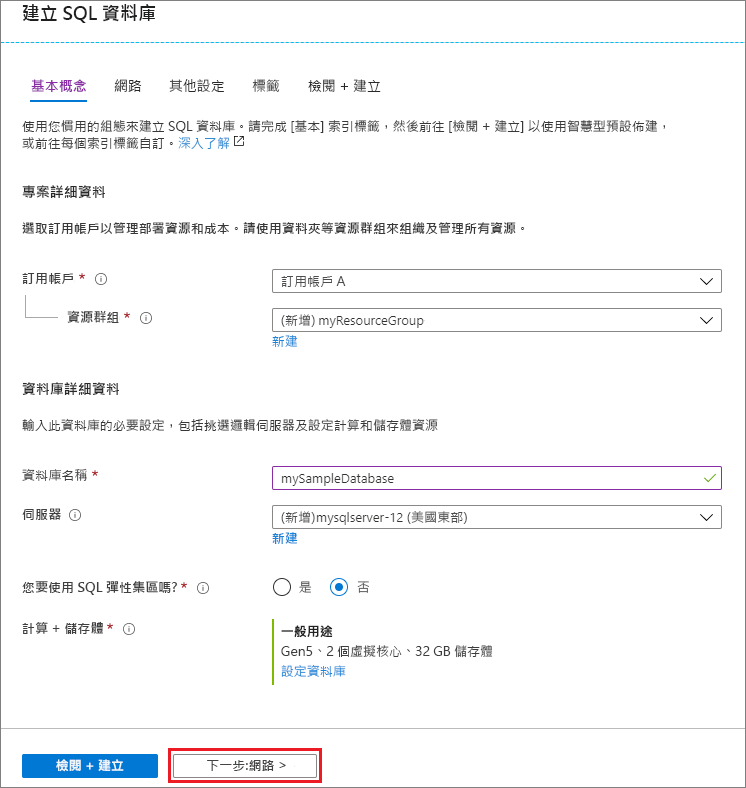 建立 SQL 資料庫
基本概念 網路 其他設定 標籤 檢閱 + 建立
使用您慣用的組態來建立 SQL 資料庫。請完成 [基本] 索引標籤，然後前往 [檢閱 + 建立] 以使用智慧型預設佈建，
或前往每個索引標籤自訂。深入了解
專案詳細資料
選取訂用帳戶以管理部署資源和成本。請使用資料夾等資源群組來組織及管理所有資源。
訂用帳戶 * 訂用帳戶 A
資源群組 * (新增) myResourceGroup
新建
資料庫詳細資料
輸入此資料庫的必要設定，包括挑選邏輯伺服器及設定計算和儲存體資源
資料庫名稱 * mySampleDatabase
伺服器 (新增)mysqlserver-12 (美國東部)
新建
您要使用 SQL 彈性集區嗎? * 是 否
計算 + 儲存體 * 一般用途
Gen5、2 個虛擬核心、32 GB 儲存體
設定資料庫
檢閱 + 建立 下一步:網路 >